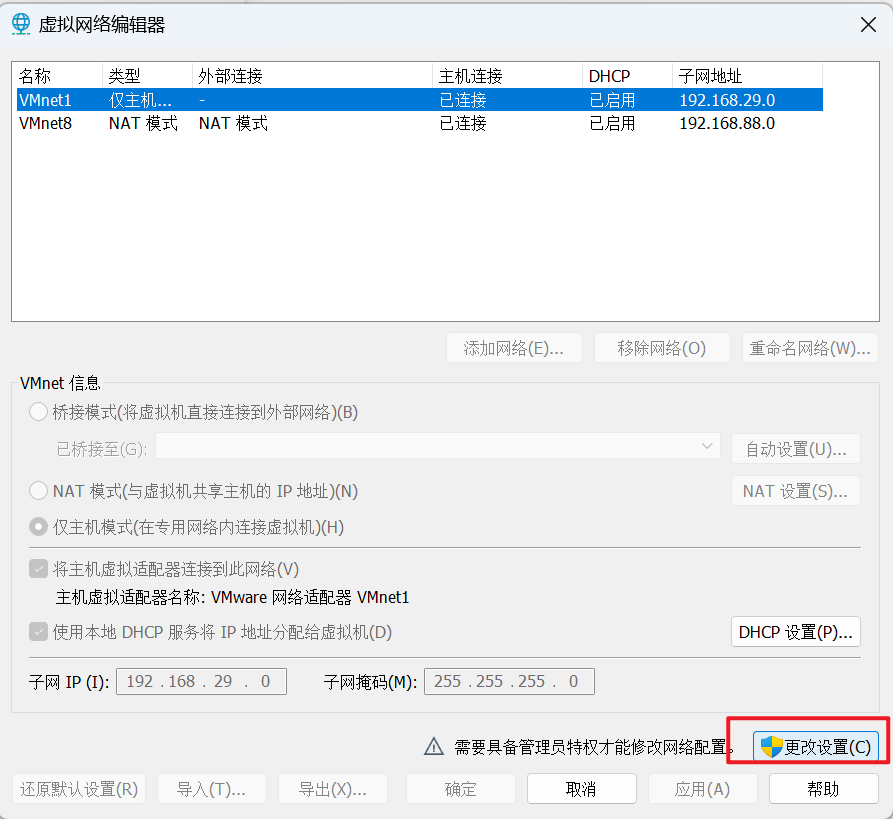 虚拟网络编辑器
名称 类型 外部连接 主机连接 DHCP 子网地址
VMnet1 仅主机... - 已连接 已启用 192.168.29.0
VMnet8 NAT 模式 NAT 模式 已连接 已启用 192.168.88.0
添加网络(E)... 移除网络(O) 重命名网络(W)...
VMnet 信息
桥接模式(将虚拟机直接连接到外部网络)(B)
已桥接至(G): 自动设置(U)...
NAT 模式(与虚拟机共享主机的 IP 地址)(N) NAT 设置(S)...
仅主机模式(在专用网络内连接虚拟机)(H)
将主机虚拟适配器连接到此网络(V)
主机虚拟适配器名称: VMware 网络适配器 VMnet1
使用本地 DHCP 服务将 IP 地址分配给虚拟机(D) DHCP 设置(P)...
子网 IP (I): 192 . 168 . 29 . 0 子网掩码(M): 255 . 255 . 255 . 0
需要具备管理员特权才能修改网络配置。 更改设置(C)
还原默认设置(R) 导入(T)... 导出(X)... 确定 取消 应用(A) 帮助